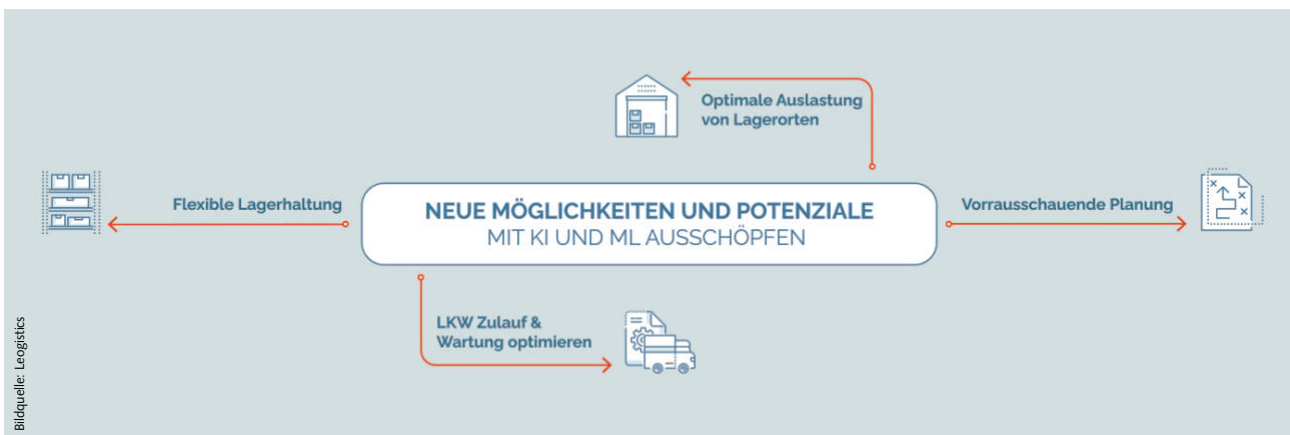 Optimale Auslastung
von Lagerorten
Flexible Lagerhaltung
NEUE MÖGLICHKEITEN UND POTENZIALE
MIT KI UND ML AUSSCHÖPFEN
Vorrausschauende Planung
LKW Zulauf &
Wartung optimieren
Bildquelle: Leogistics